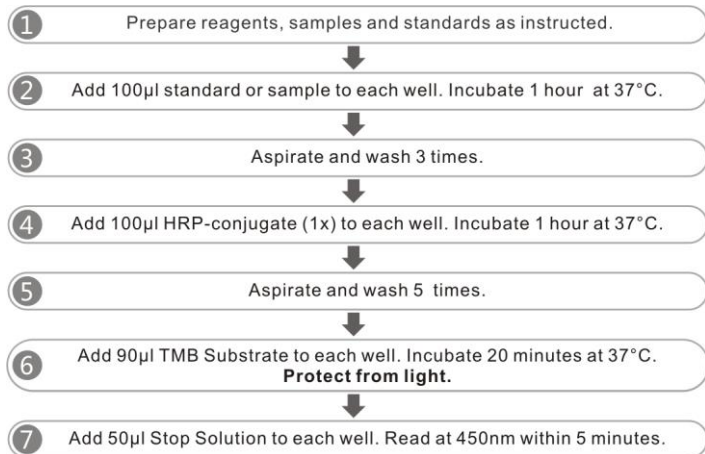 1 Prepare reagents, samples and standards as instructed.
2 Add 100µl standard or sample to each well. Incubate 1 hour at 37°C.
3 Aspirate and wash 3 times.
4 Add 100µl HRP-conjugate (1x) to each well. Incubate 1 hour at 37°C.
5 Aspirate and wash 5 times.
6 Add 90µl TMB Substrate to each well. Incubate 20 minutes at 37°C.
Protect from light.
7 Add 50µl Stop Solution to each well. Read at 450nm within 5 minutes.